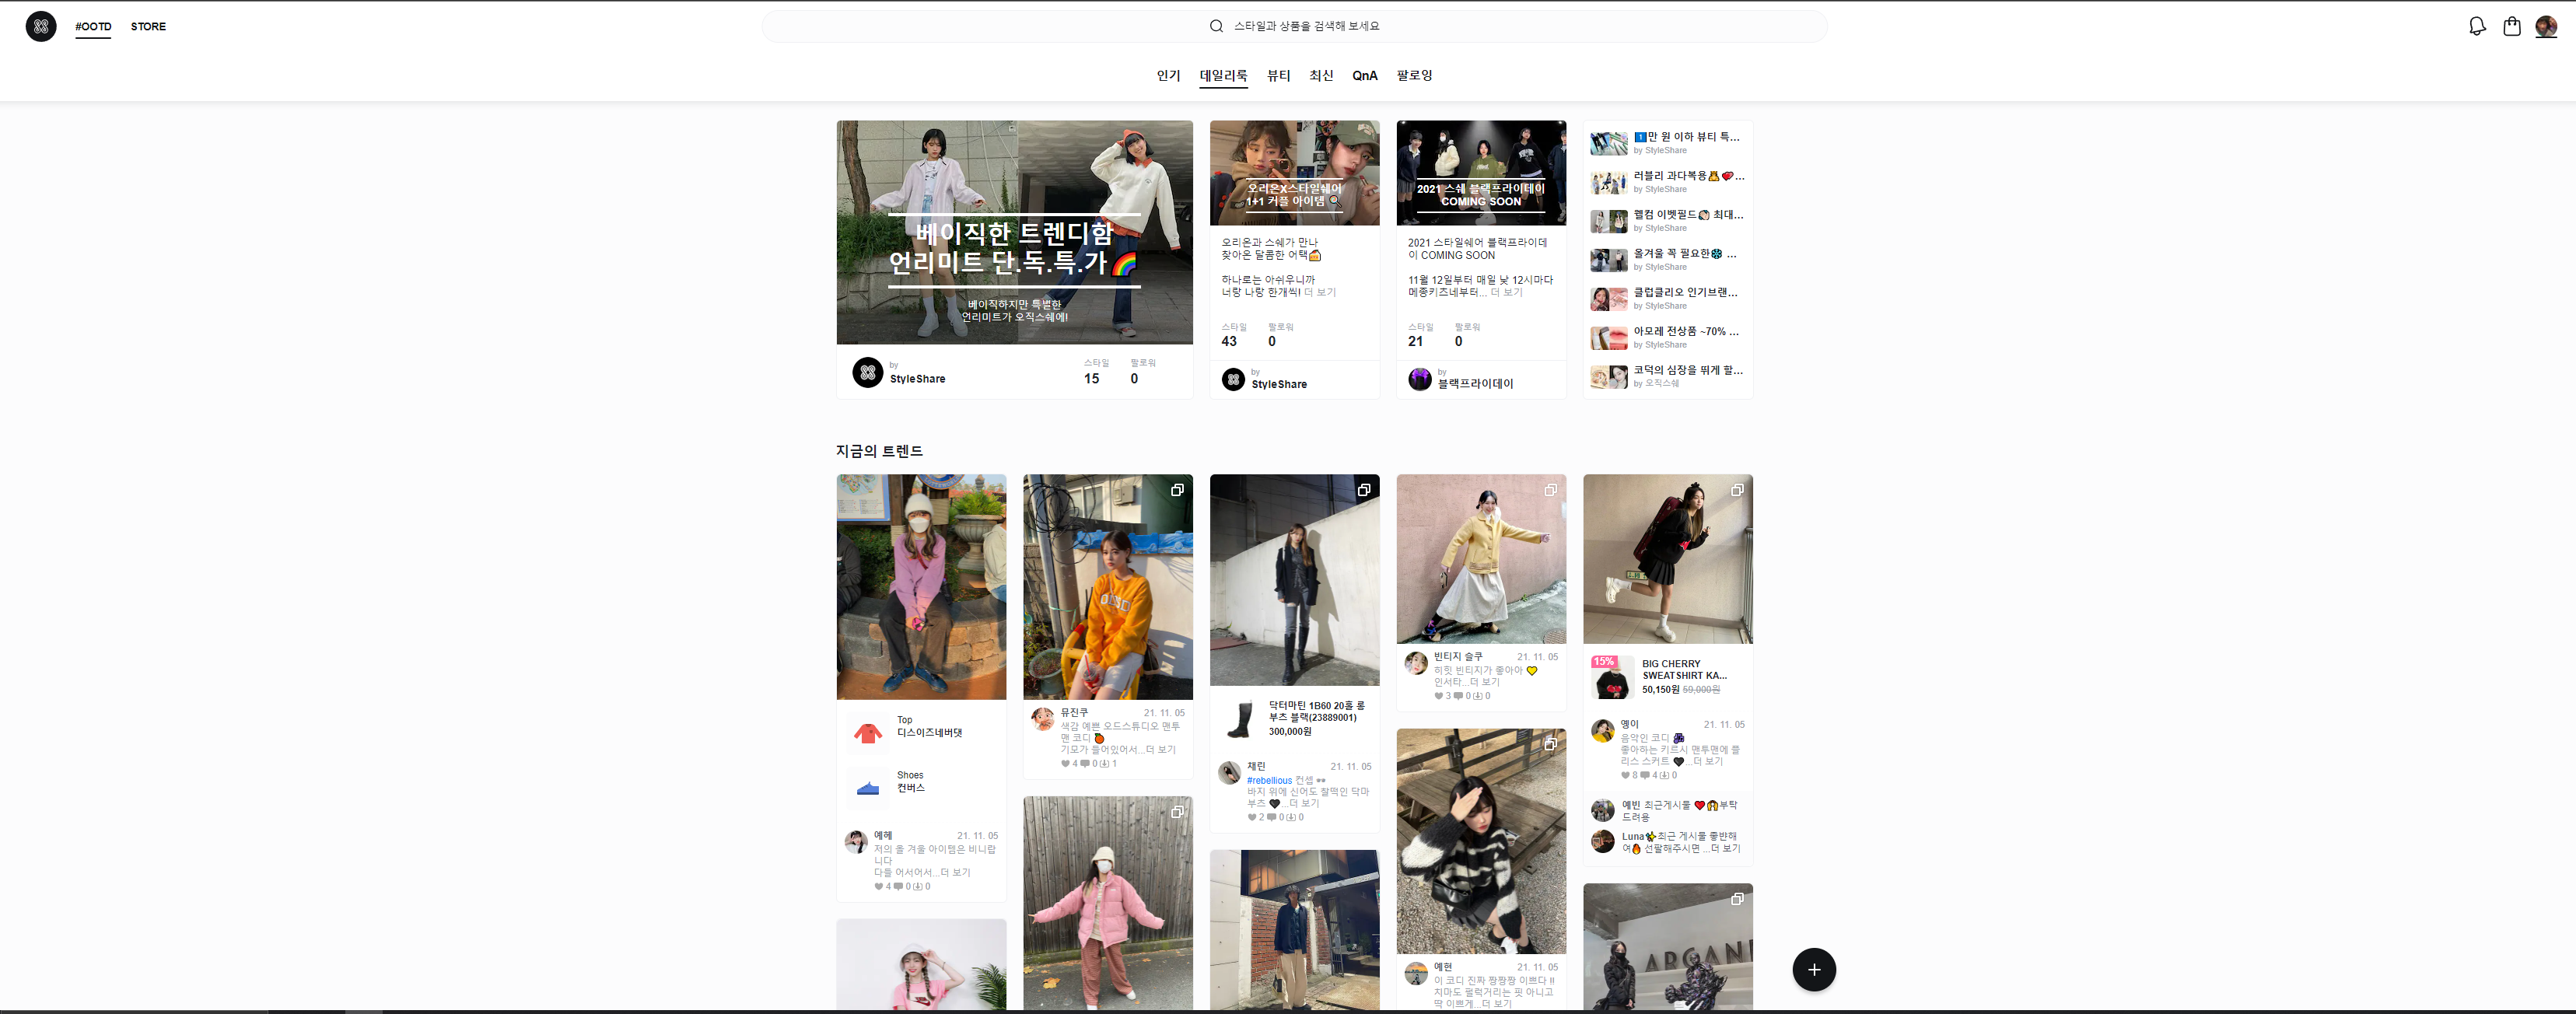 #OOTD
STORE
스타일과 상품을 검색해 보세요
인기
데일리룩
뷰티
최신
QnA
팔로잉
베이직한 트렌디함
언리미트 단.독.특.가🌈
베이직하지만 특별한
언리미트가 오직스쉐에!
by
StyleShare
스타일
15
팔로워
0
오리온X스타일쉐어
1+1 커플 아이템 🔍
오리온과 스쉐가 만나
찾아온 달콤한 어택🍰
하나로는 아쉬우니까
너랑 나랑 한개씩! 더 보기
스타일
43
팔로워
0
by
StyleShare
2021 스쉐 블랙프라이데이
COMING SOON
2021 스타일쉐어 블랙프라이데
이 COMING SOON
11월 12일부터 매일 낮 12시마다
메종키츠네부터... 더 보기
스타일
21
팔로워
0
by
블랙프라이데이
1️⃣만 원 이하 뷰티 특...
by StyleShare
러블리 과다복용🧸💝...
by StyleShare
웰컴 이벳필드 최대...
by StyleShare
올겨울 꼭 필요한❄️ ...
by StyleShare
클럽클리오 인기브랜...
by StyleShare
아모레 전상품 ~70% ...
by StyleShare
코덕의 심장을 뛰게 할...
by 오직스쉐
지금의 트렌드
Top
디스이즈네버댓
Shoes
컨버스
예헤
21. 11. 05
저의 올 겨울 아이템은 비니랍
니다
다들 어서어서...더 보기
4 0 0
뮤진쿠
21. 11. 05
색감 예쁜 오드스튜디오 맨투
맨 코디 🍊
기모가 들어있어서...더 보기
4 0 1
닥터마틴 1B60 20홀 롱
부츠 블랙(23889001)
300,000원
채린
21. 11. 05
#rebellious 컨셉 🕶️
바지 위에 신어도 찰떡인 닥마
부츠 🖤...더 보기
2 0 0
빈티지 슬쿠
21. 11. 05
히힛 빈티지가 좋아아 💛
인서타...더 보기
3 0 0
15%
BIG CHERRY
SWEATSHIRT KA...
50,150원 59,000원
옝이
21. 11. 05
음악인 코디 🎳
좋아하는 키르시 맨투맨에 플
리스 스커트 🖤...더 보기
8 4 0
예빈 최근게시물 ❤️🙆부탁
드려용
Luna✨최근 게시물 좋반해
여🔥 선팔해주시면 ...더 보기
예현
21. 11. 05
이 코디 진짜 짱짱짱 이쁘다 !!
치마도 펄럭거리는 핏 아니고
딱 이쁘게...더 보기